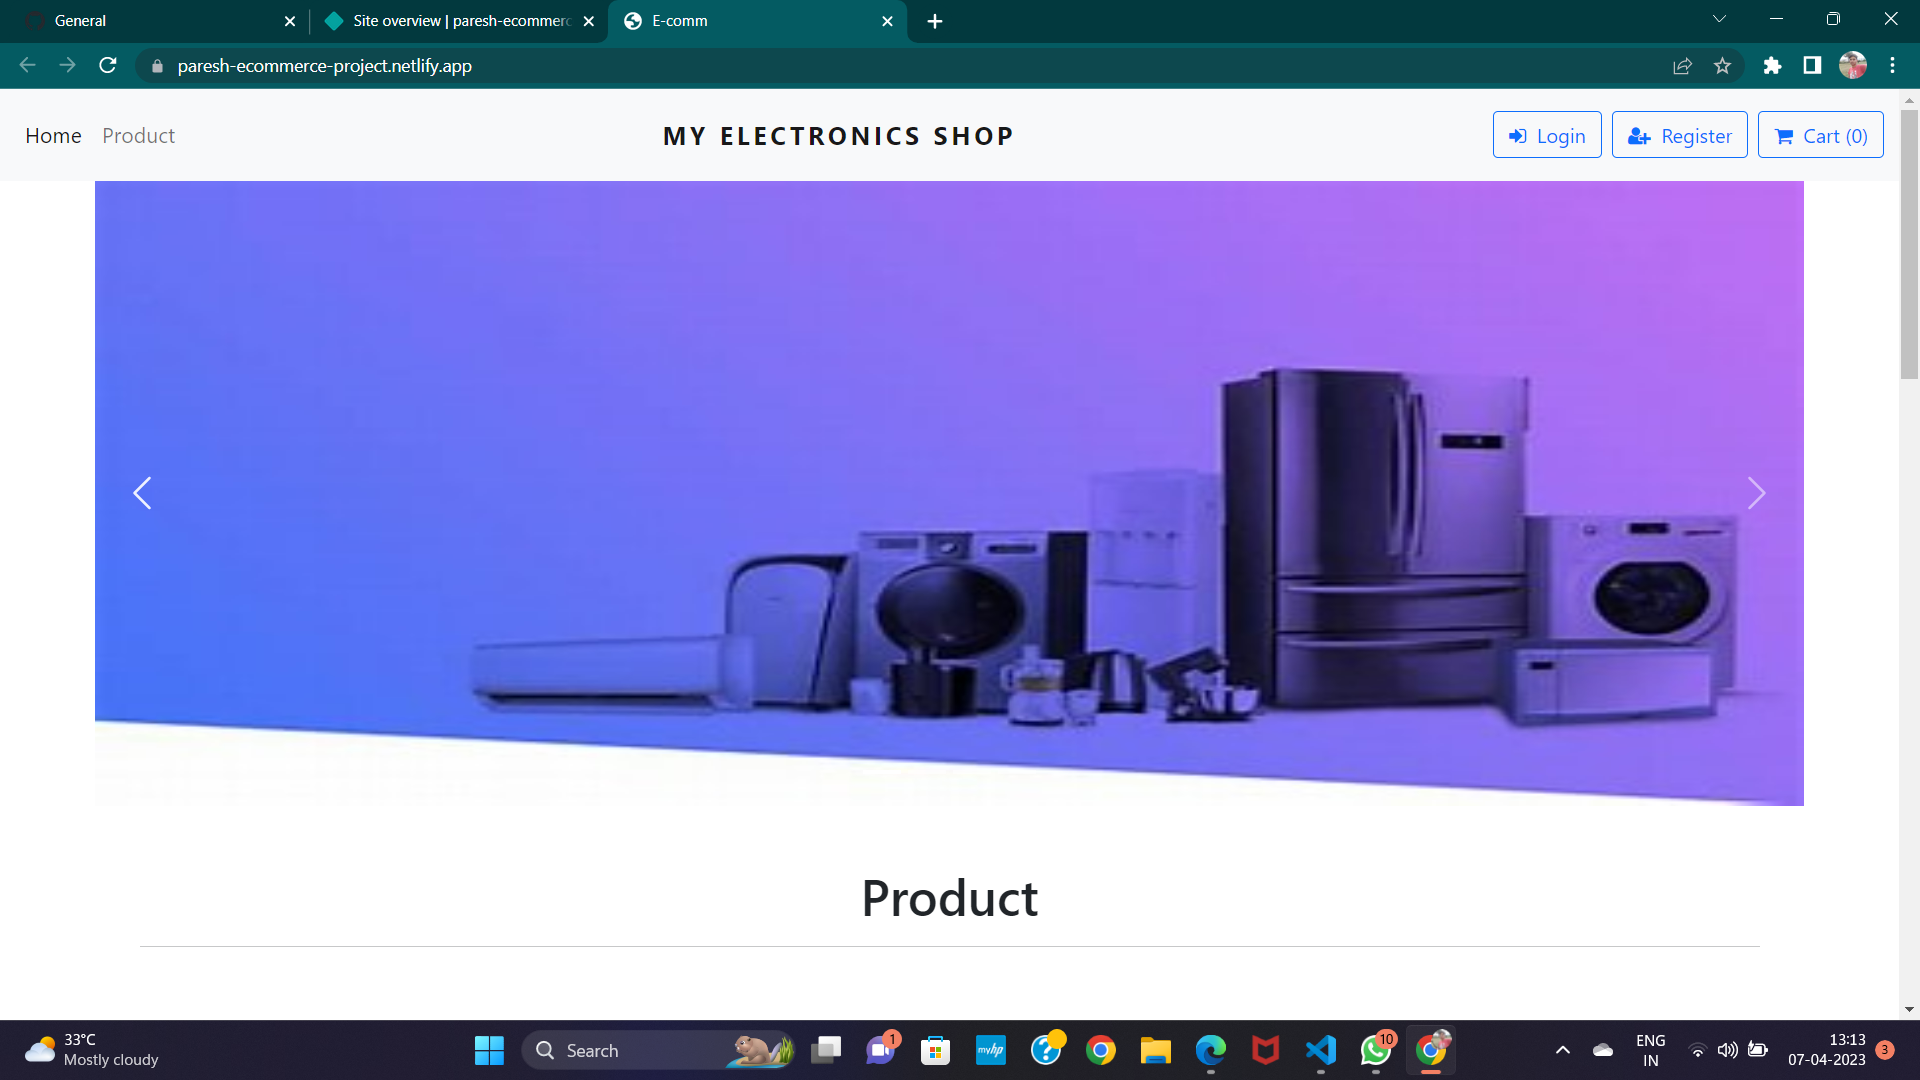 General
Site overview | paresh-ecommerc
E-comm
paresh-ecommerce-project.netlify.app
Home Product MY ELECTRONICS SHOP Login Register Cart (0)
Product
33°C
Mostly cloudy
Search
1
myhp
10
ENG
IN
13:13
07-04-2023
3